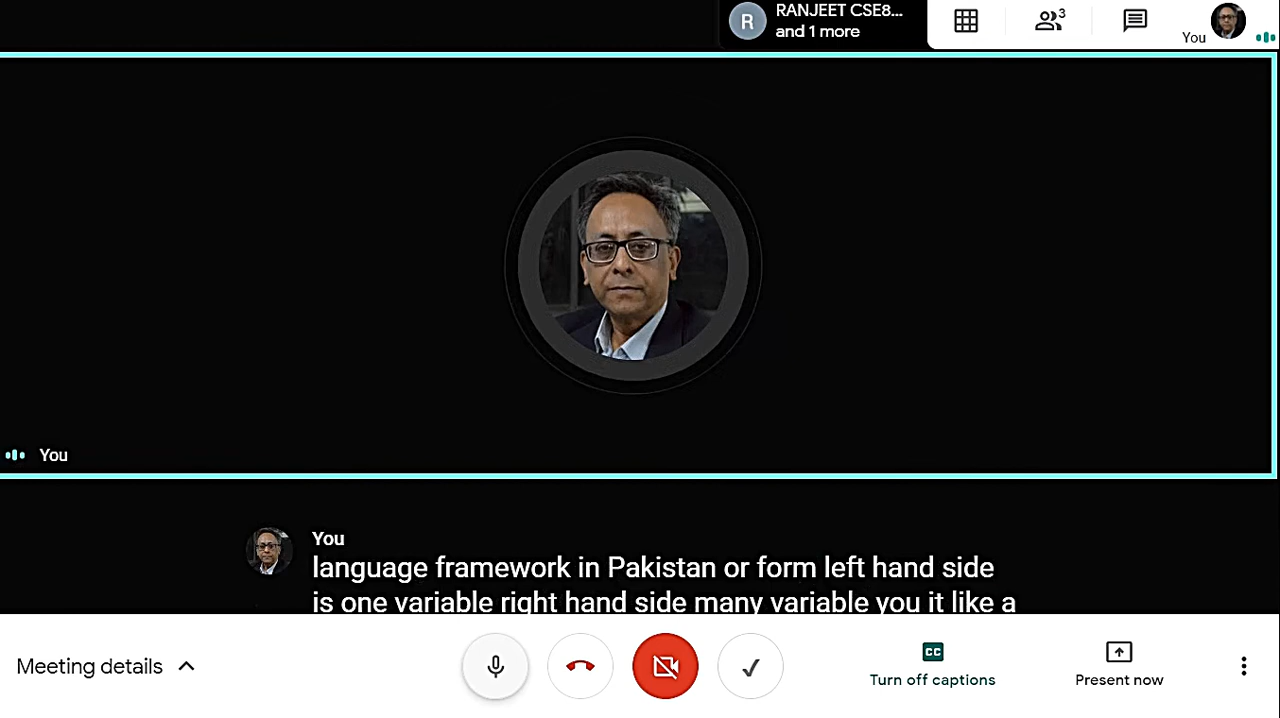 R
RANJEET CSE8...
and 1 more
3
You
You
You
language framework in Pakistan or form left hand side
is one variable right hand side many variable you it like a
Meeting details
CC
Turn off captions
Present now